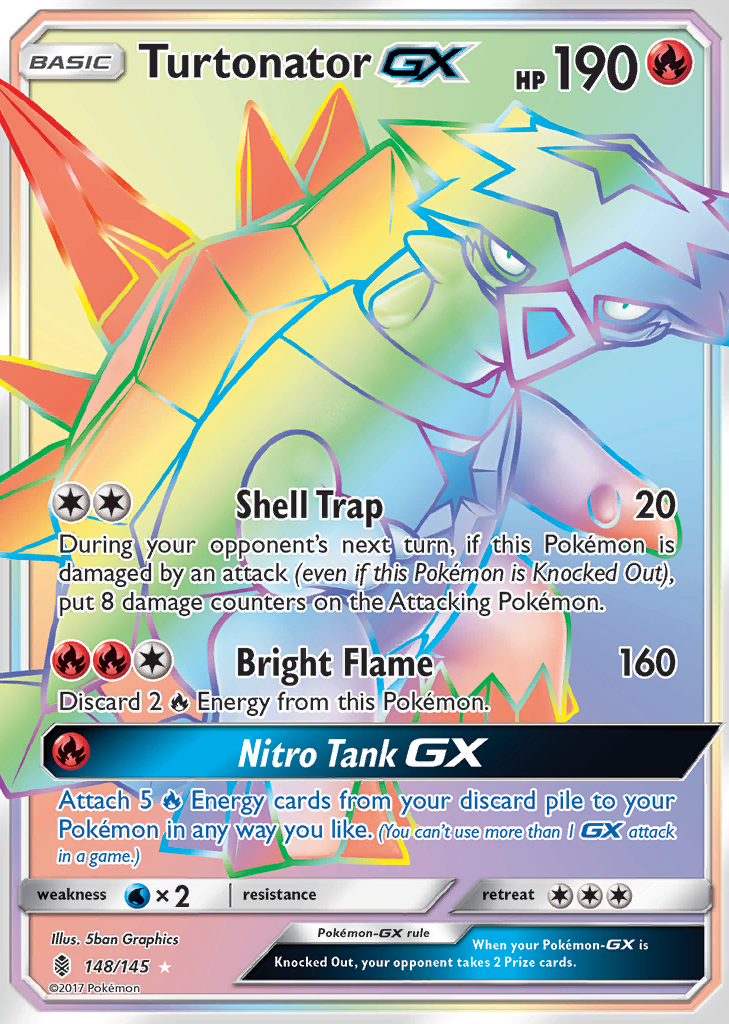 BASIC Turtonator GX HP 190
Shell Trap 20
During your opponent's next turn, if this Pokémon is
damaged by an attack (even if this Pokémon is Knocked Out),
put 8 damage counters on the Attacking Pokémon.
Bright Flame 160
Discard 2 Energy from this Pokémon.
Nitro Tank GX
Attach 5 Energy cards from your discard pile to your
Pokémon in any way you like. (You can't use more than 1 GX attack
in a game.)
weakness ×2 resistance retreat
Illus. 5ban Graphics
148/145
©2017 Pokémon
Pokémon-GX rule
When your Pokémon-GX is
Knocked Out, your opponent takes 2 Prize cards.